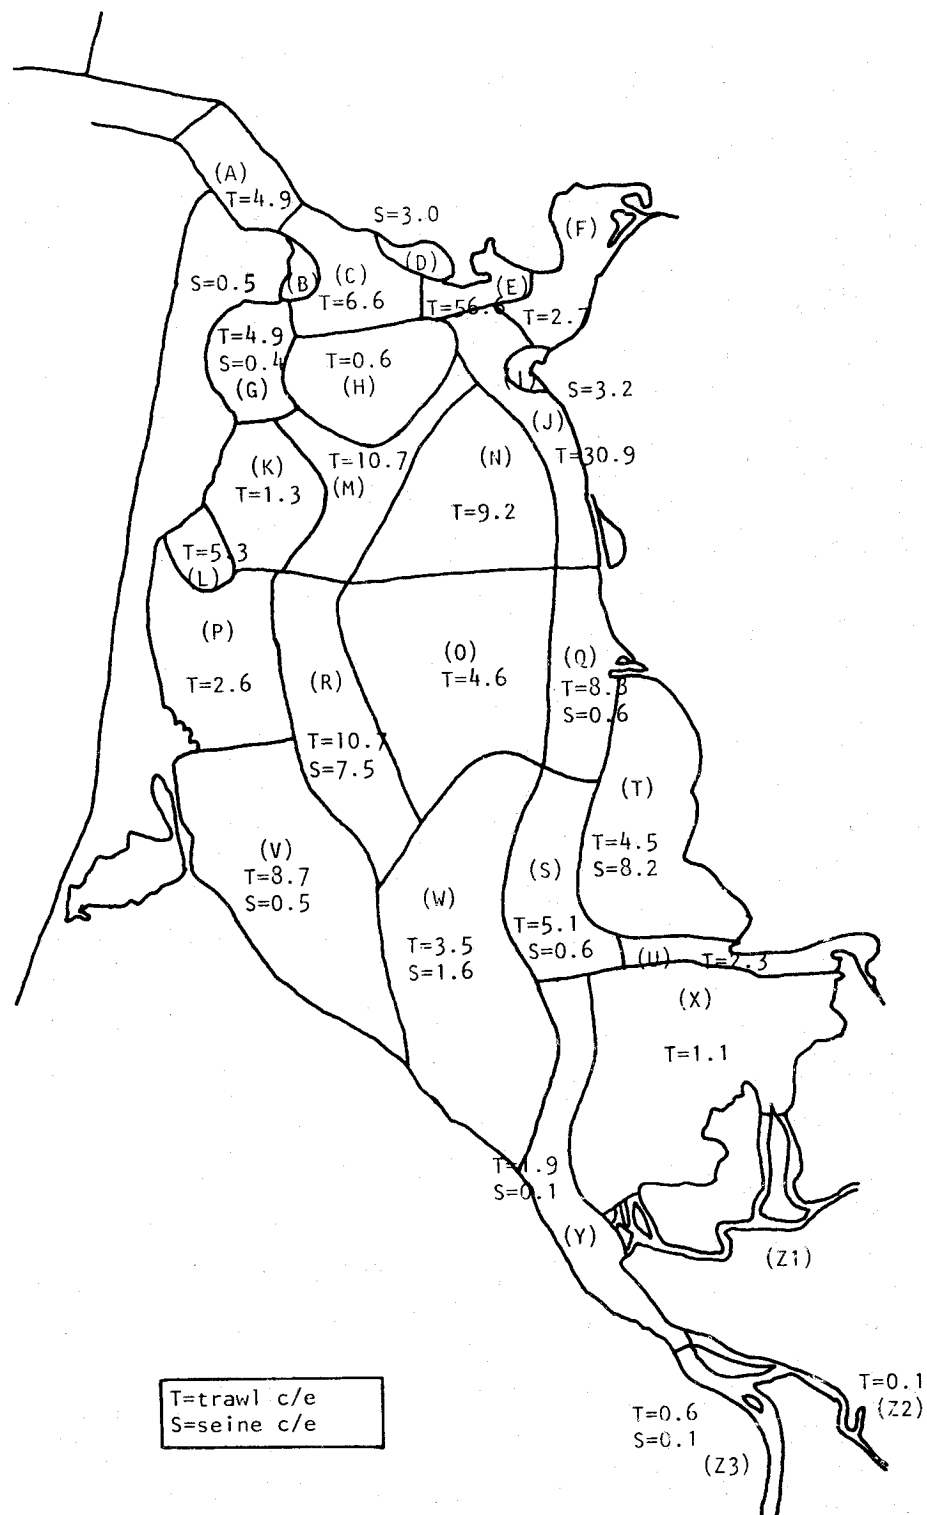 (A)
T=4.9
S=3.0
(F)
(D)
(C)
S=0.5
(B)
(E)
T=6.6
T=56.6
T=2.7
T=4.9
S=0.4
(G)
T=0.6
(H)
S=3.2
(J)
T=30.9
(K)
T=1.3
T=10.7
(M)
(N)
T=9.2
T=5.3
(L)
(P)
T=2.6
(R)
(O)
T=4.6
(Q)
T=8.3
S=0.6
T=10.7
S=7.5
(T)
T=4.5
S=8.2
(V)
T=8.7
S=0.5
(W)
T=3.5
S=1.6
(S)
T=5.1
S=0.6
(U)
T=2.3
(X)
T=1.1
T=1.9
S=0.1
(Y)
(Z1)
T=trawl c/e
S=seine c/e
T=0.6
S=0.1
(Z3)
T=0.1
(Z2)